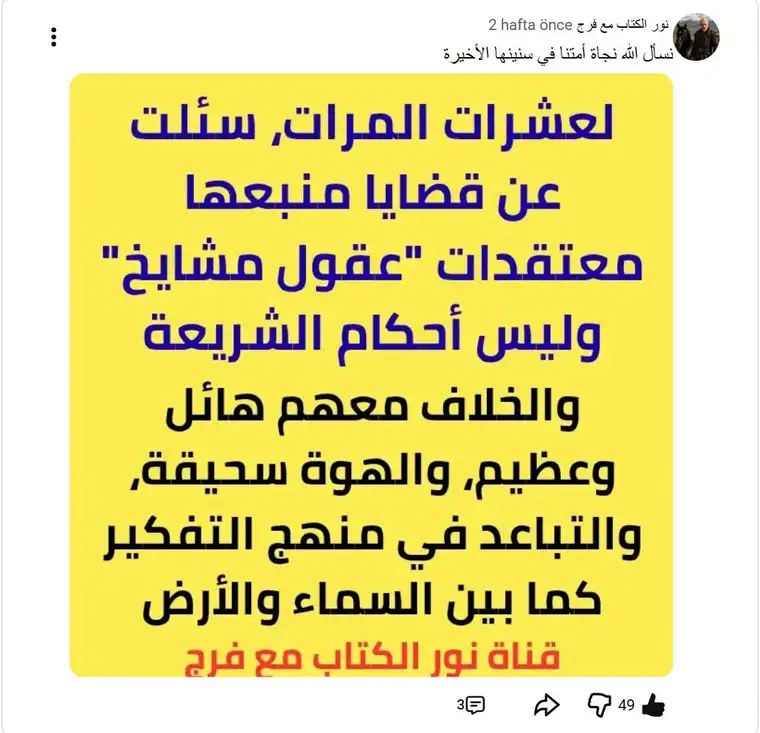 نور الكتاب مع فرج 2 hafta önce
نسأل الله نجاة أمتنا في سنينها الأخيرة
لعشرات المرات, سئلت
عن قضايا منبعها
معتقدات "عقول مشايخ"
وليس أحكام الشريعة
والخلاف معهم هائل
وعظيم, والهوة سحيقة,
والتباعد في منهج التفكير
كما بين السماء والأرض
قناة نور الكتاب مع فرج
49 3